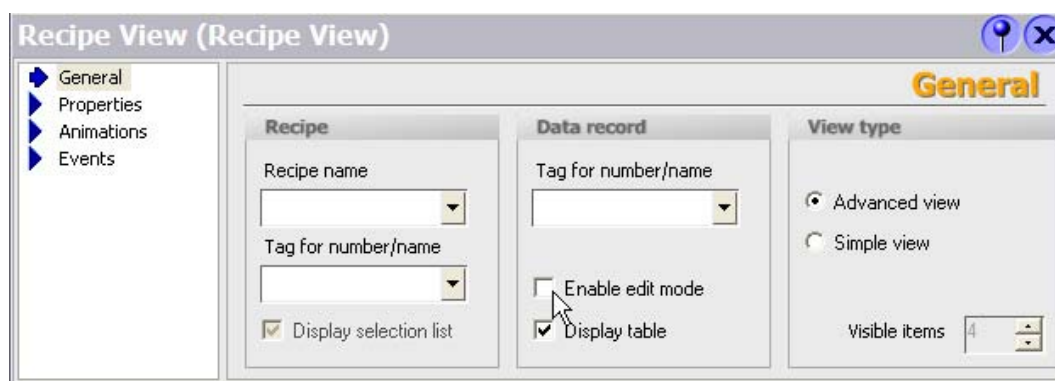 Recipe View (Recipe View)
General
Properties
Animations
Events
General
Recipe
Recipe name
Tag for number/name
Display selection list
Data record
Tag for number/name
Enable edit mode
Display table
View type
Advanced view
Simple view
Visible items 4